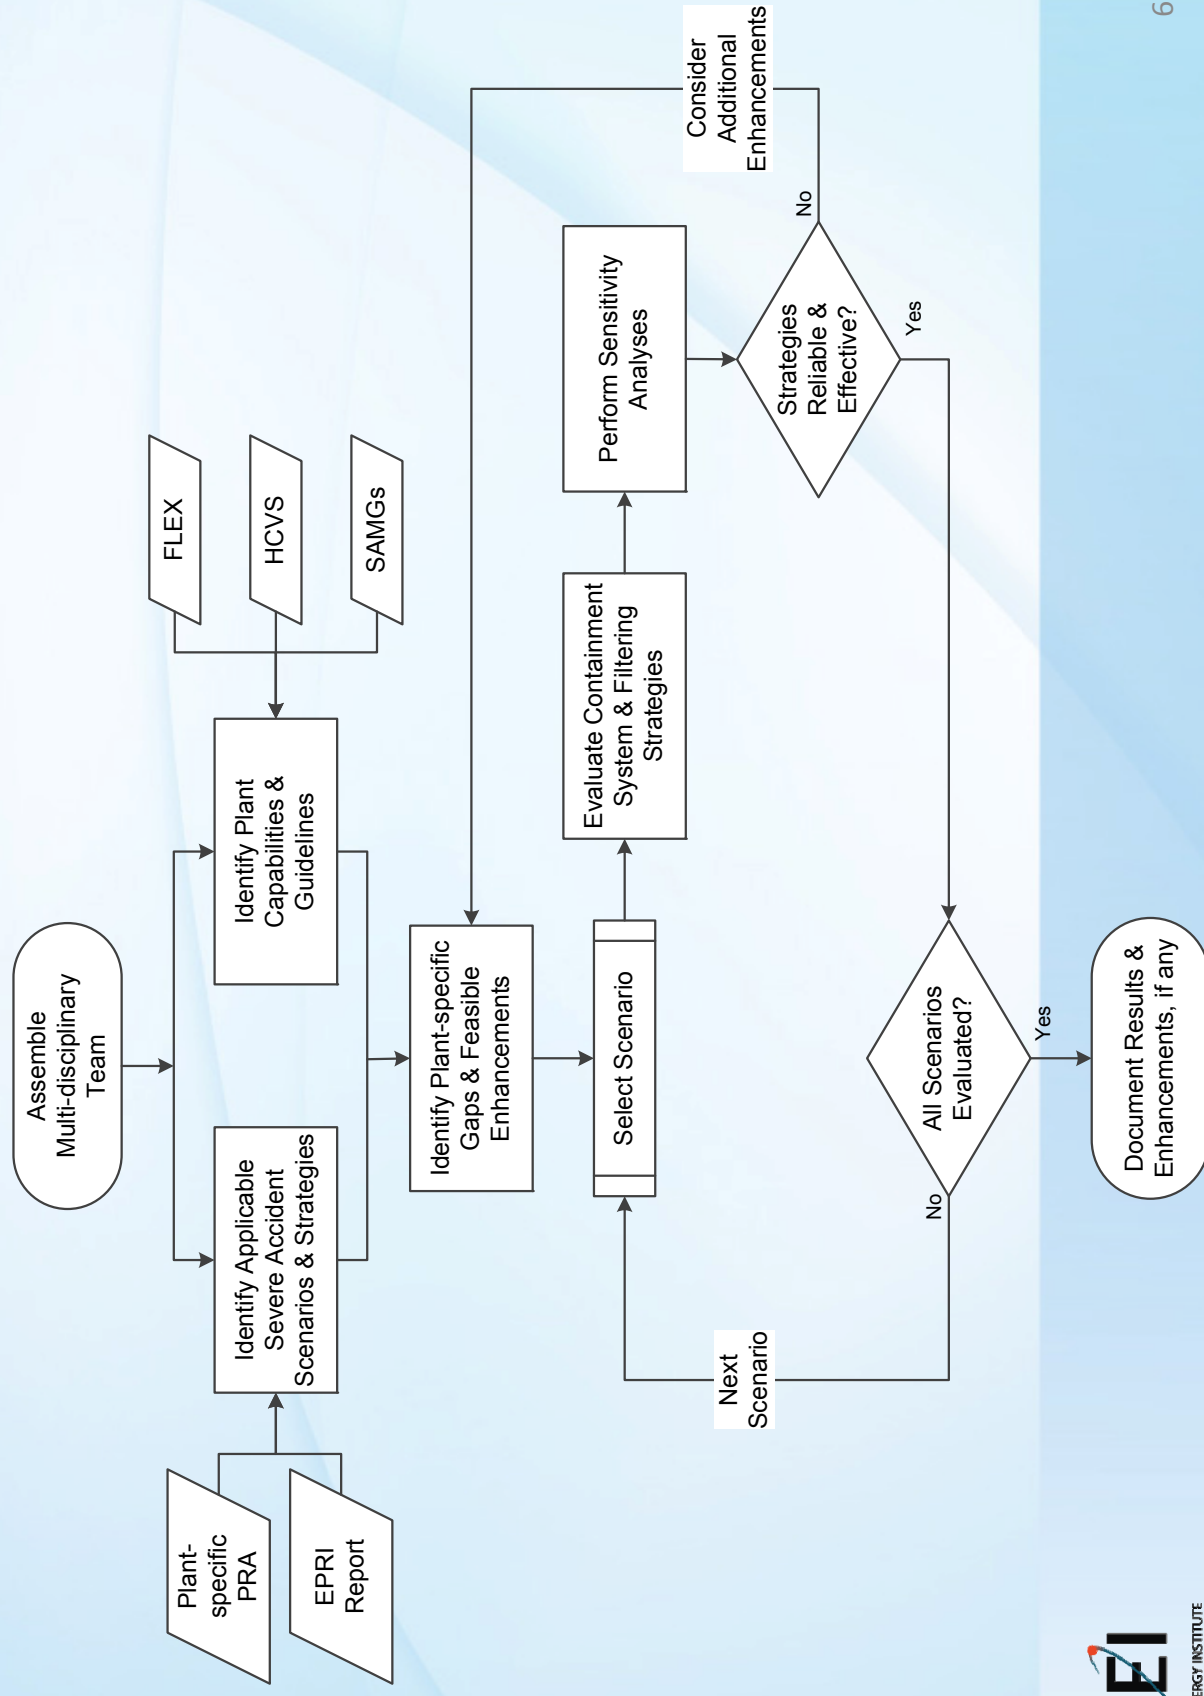 Assemble
Multi-disciplinary
Team
Plant-
specific
PRA
EPRI
Report
Identify Applicable
Severe Accident
Scenarios & Strategies
Identify Plant
Capabilities &
Guidelines
FLEX
HCVS
SAMGs
Identify Plant-specific
Gaps & Feasible
Enhancements
Select Scenario
Evaluate Containment
System & Filtering
Strategies
Perform Sensitivity
Analyses
Strategies
Reliable &
Effective?
No
Consider
Additional
Enhancements
Yes
All Scenarios
Evaluated?
No
Next
Scenario
Yes
Document Results &
Enhancements, if any
EI
ERGY INSTITUTE
6